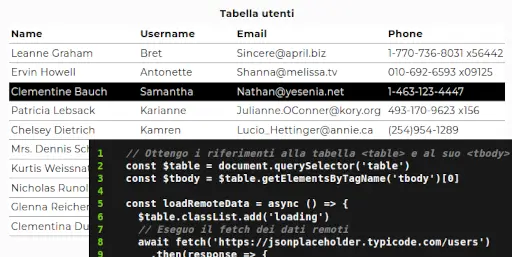 Tabella utenti
Name Username Email Phone
Leanne Graham Bret Sincere@april.biz 1-770-736-8031 x56442
Ervin Howell Antonette Shanna@melissa.tv 010-692-6593 x09125
Clementine Bauch Samantha Nathan@yesenia.net 1-463-123-4447
Patricia Lebsack Karianne Julianne.OConner@kory.org 493-170-9623 x156
Chelsey Dietrich Kamren Lucio_Hettinger@annie.ca (254)954-1289
Mrs. Dennis Sch
Kurtis Weissnat
Nicholas Runol
Glenna Reicher
Clementina Du
1 // Ottengo i riferimenti alla tabella <table> e al suo <tbody>
2 const $table = document.querySelector('table')
3 const $tbody = $table.getElementsByTagName('tbody')[0]
4
5 const loadRemoteData = async () => {
6 $table.classList.add('loading')
7 // Eseguo il fetch dei dati remoti
8 await fetch('https://jsonplaceholder.typicode.com/users')
9 .then(response => {